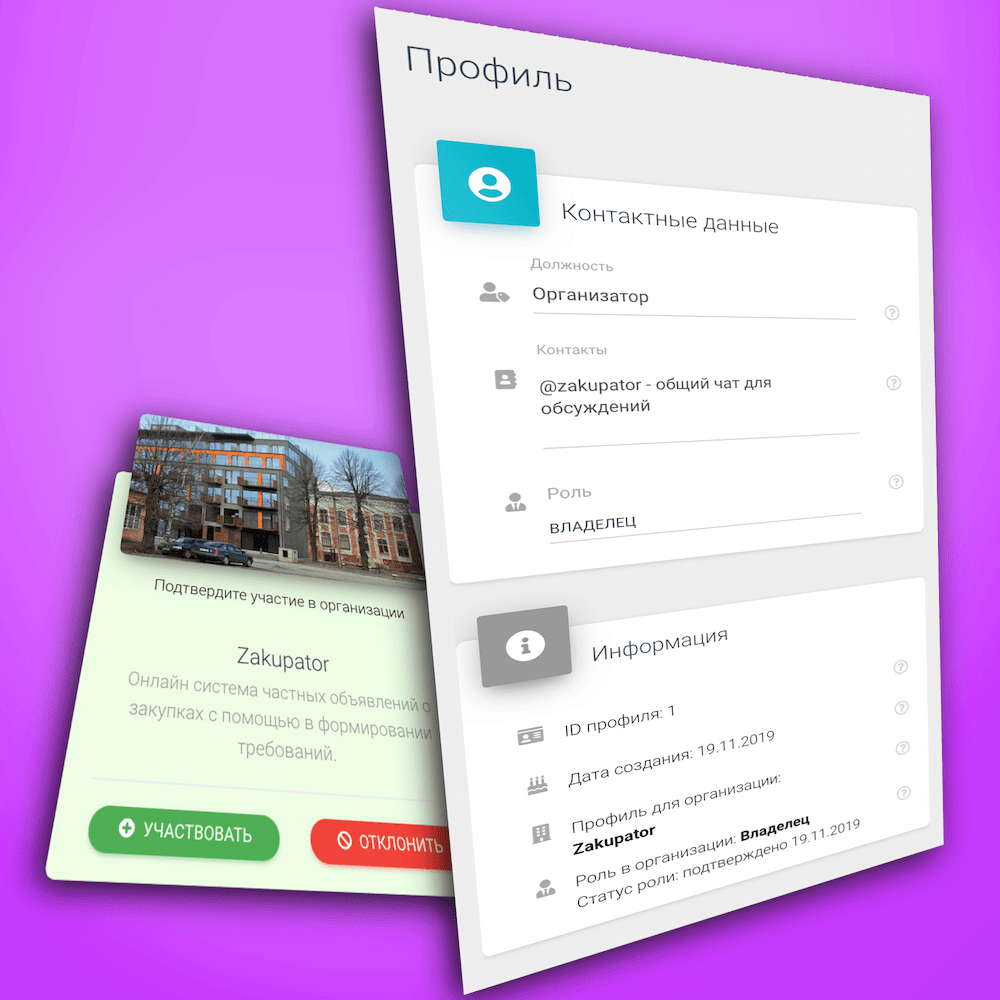 Профиль
Контактные данные
Должность
Организатор
Контакты
@zakupator - общий чат для
обсуждений
Роль
ВЛАДЕЛЕЦ
Информация
ID профиля: 1
Дата создания: 19.11.2019
Профиль для организации:
Zakupator
Роль в организации: Владелец
Статус роли: подтверждено 19.11.2019
Подтвердите участие в организации
Zakupator
Онлайн система частных объявлений о
закупках с помощью в формировании
требований.
УЧАСТВОВАТЬ
ОТКЛОНИТЬ